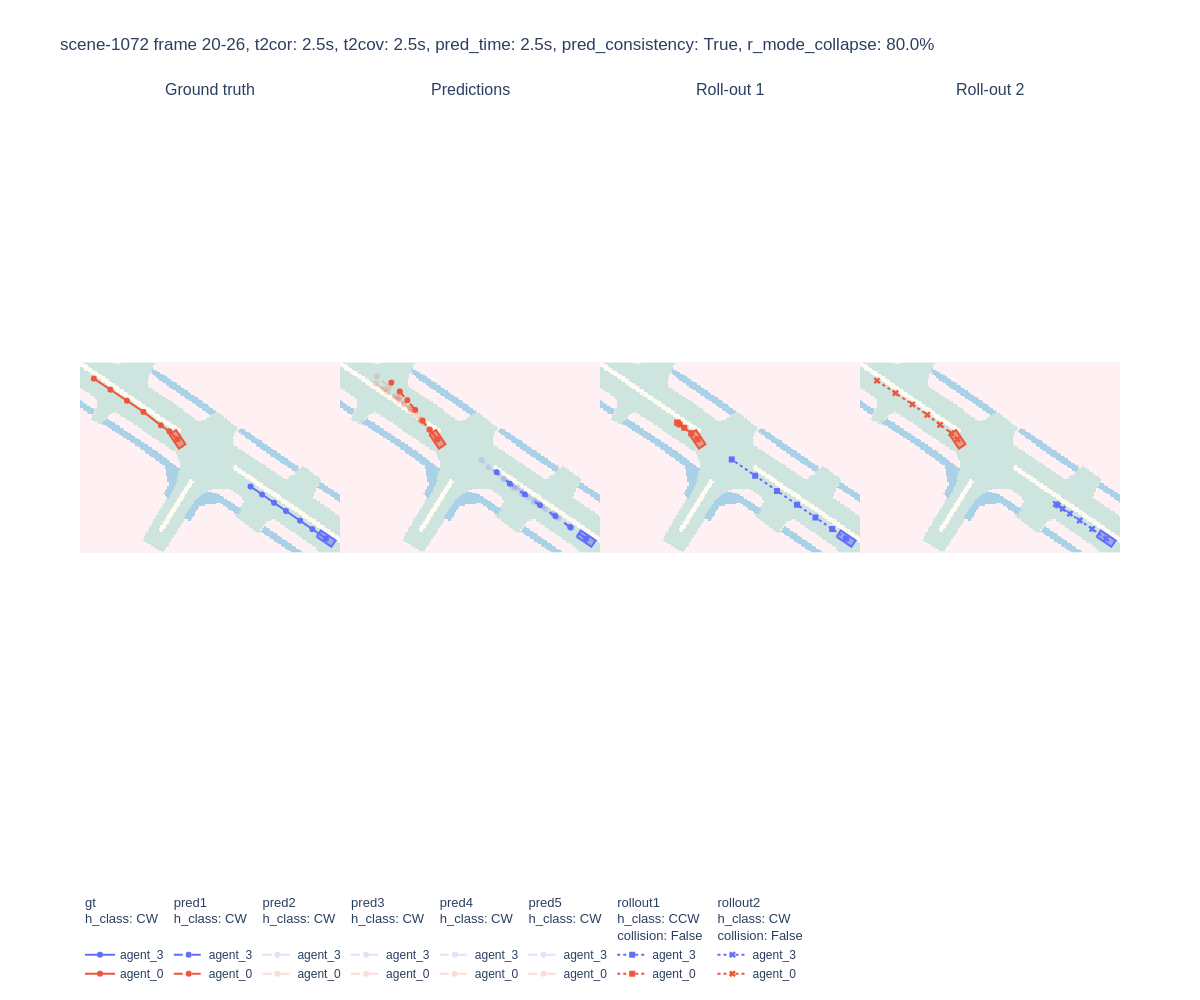 scene-1072 frame 20-26, t2cor: 2.5s, t2cov: 2.5s, pred_time: 2.5s, pred_consistency: True, r_mode_collapse: 80.0%
Ground truth
Predictions
Roll-out 1
Roll-out 2
gt
h_class: CW
agent_3
agent_0
pred1
h_class: CW
agent_3
agent_0
pred2
h_class: CW
agent_3
agent_0
pred3
h_class: CW
agent_3
agent_0
pred4
h_class: CW
agent_3
agent_0
pred5
h_class: CW
agent_3
agent_0
rollout1
h_class: CCW
collision: False
agent_3
agent_0
rollout2
h_class: CW
collision: False
agent_3
agent_0